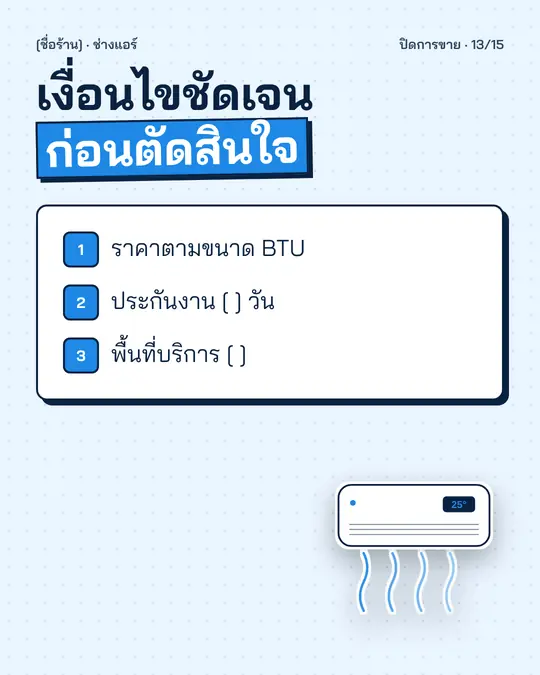 [ชื่อร้าน] · ช่างแอร์
ปิดการขาย · 13/15
เงื่อนไขชัดเจน
ก่อนตัดสินใจ
1 ราคาตามขนาด BTU
2 ประกันงาน [ ] วัน
3 พื้นที่บริการ [ ]
25°